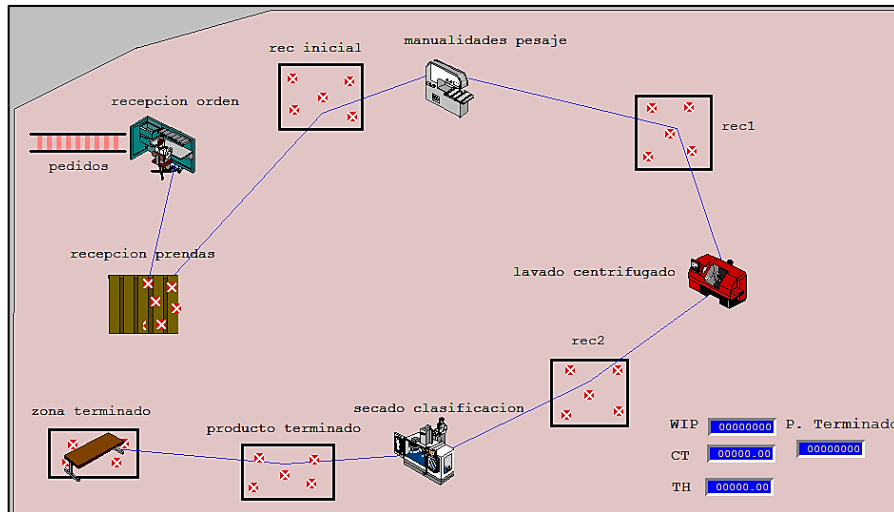 rec inicial
manualidades pesaje
recepcion orden
rec1
pedidos
recepcion prendas
lavado centrifugado
rec2
zona terminado
producto terminado
secado clasificacion
WIP 00000000 P. Terminado
CT 00000.00 00000000
TH 00000.00